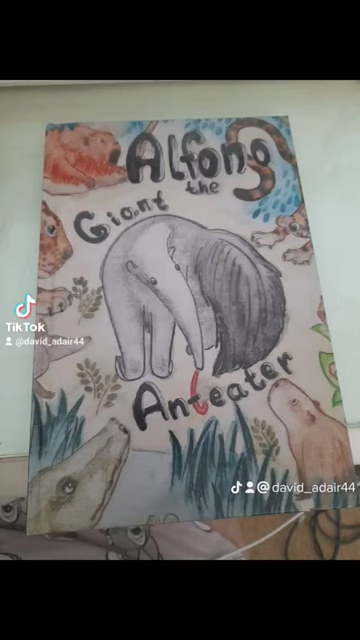 Alfonso
the
Giant
Anteater
TikTok
@david_adair44
@david_adair44